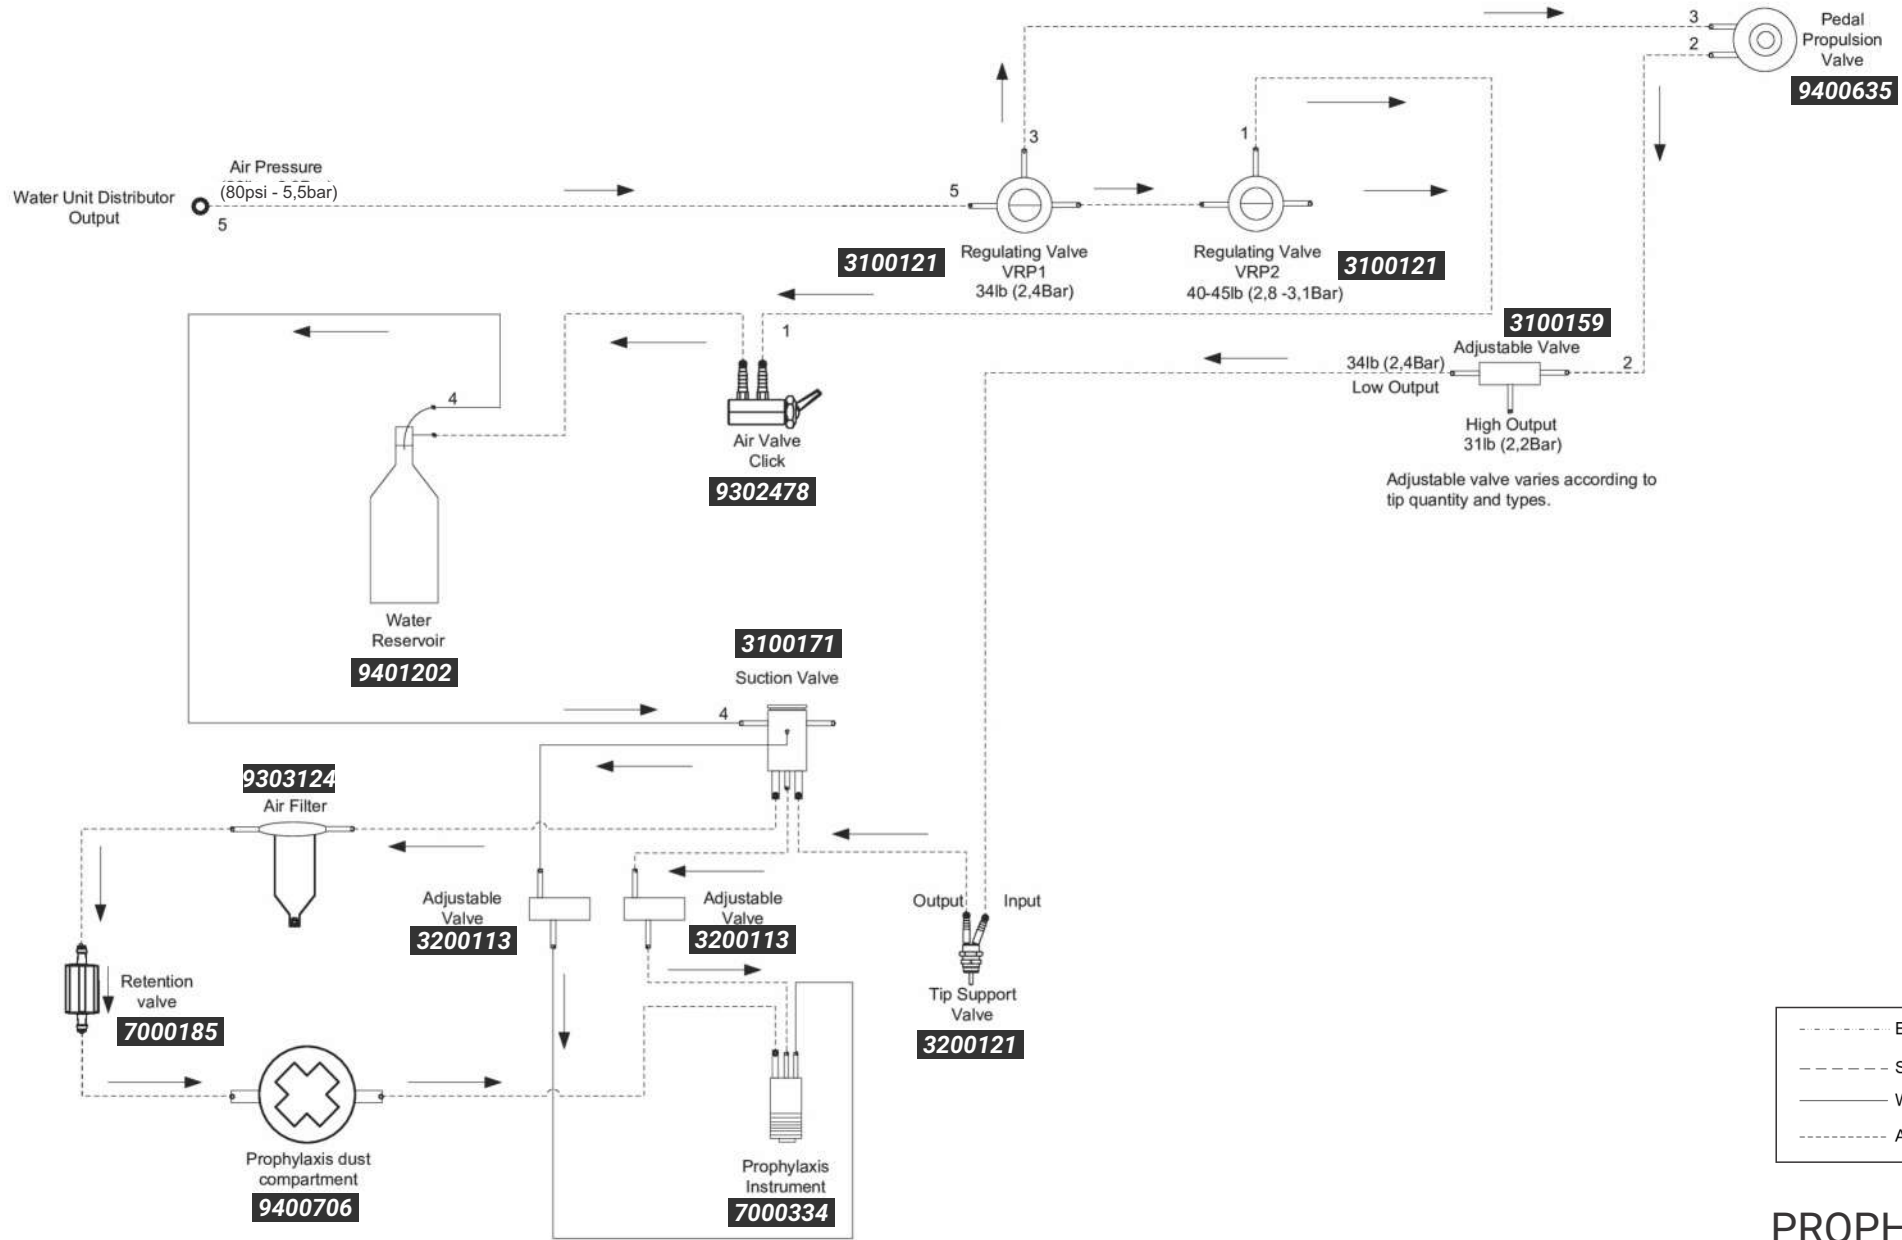 3
2
Pedal
Propulsion
Valve
9400635
Air Pressure
(80psi - 5,5bar)
Water Unit Distributor
Output
5
3
5
1
Regulating Valve
VRP1
34lb (2,4Bar)
3100121
Regulating Valve
VRP2
40-45lb (2,8 -3,1Bar)
3100121
1
3100159
Adjustable Valve
34lb (2,4Bar)
Low Output
2
High Output
31lb (2,2Bar)
Adjustable valve varies according to
tip quantity and types.
4
Air Valve
Click
9302478
Water
Reservoir
9401202
3100171
Suction Valve
4
9303124
Air Filter
Adjustable
Valve
3200113
Adjustable
Valve
3200113
Output
Input
Tip Support
Valve
3200121
Retention
valve
7000185
Prophylaxis dust
compartment
9400706
Prophylaxis
Instrument
7000334
E
S
W
A
PROPH